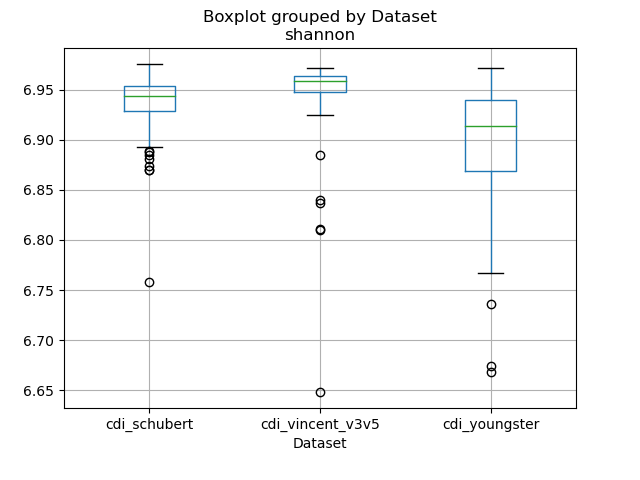 Boxplot grouped by Dataset
shannon
6.95
6.90
6.85
6.80
6.75
6.70
6.65
cdi_schubert cdi_vincent_v3v5 cdi_youngster
Dataset